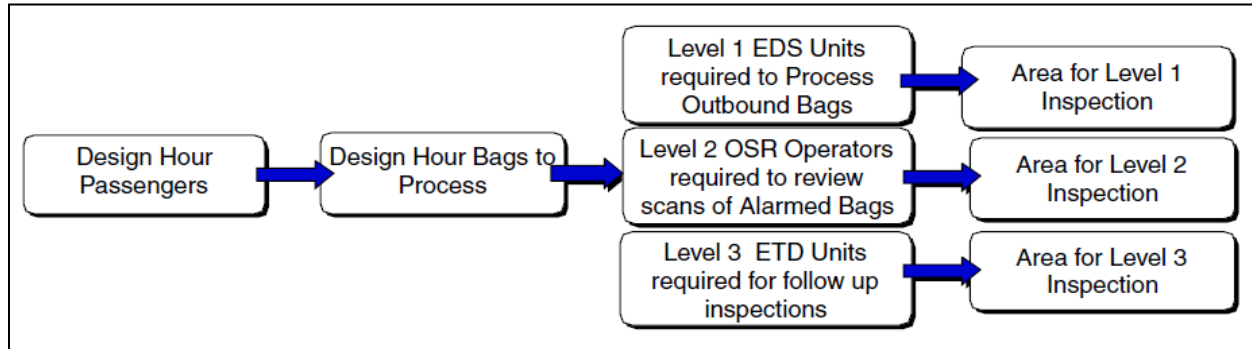 Design Hour
Passengers
Design Hour Bags to
Process
Level 1 EDS Units
required to Process
Outbound Bags
Area for Level 1
Inspection
Level 2 OSR Operators
required to review
scans of Alarmed Bags
Area for Level 2
Inspection
Level 3 ETD Units
required for follow up
inspections
Area for Level 3
Inspection